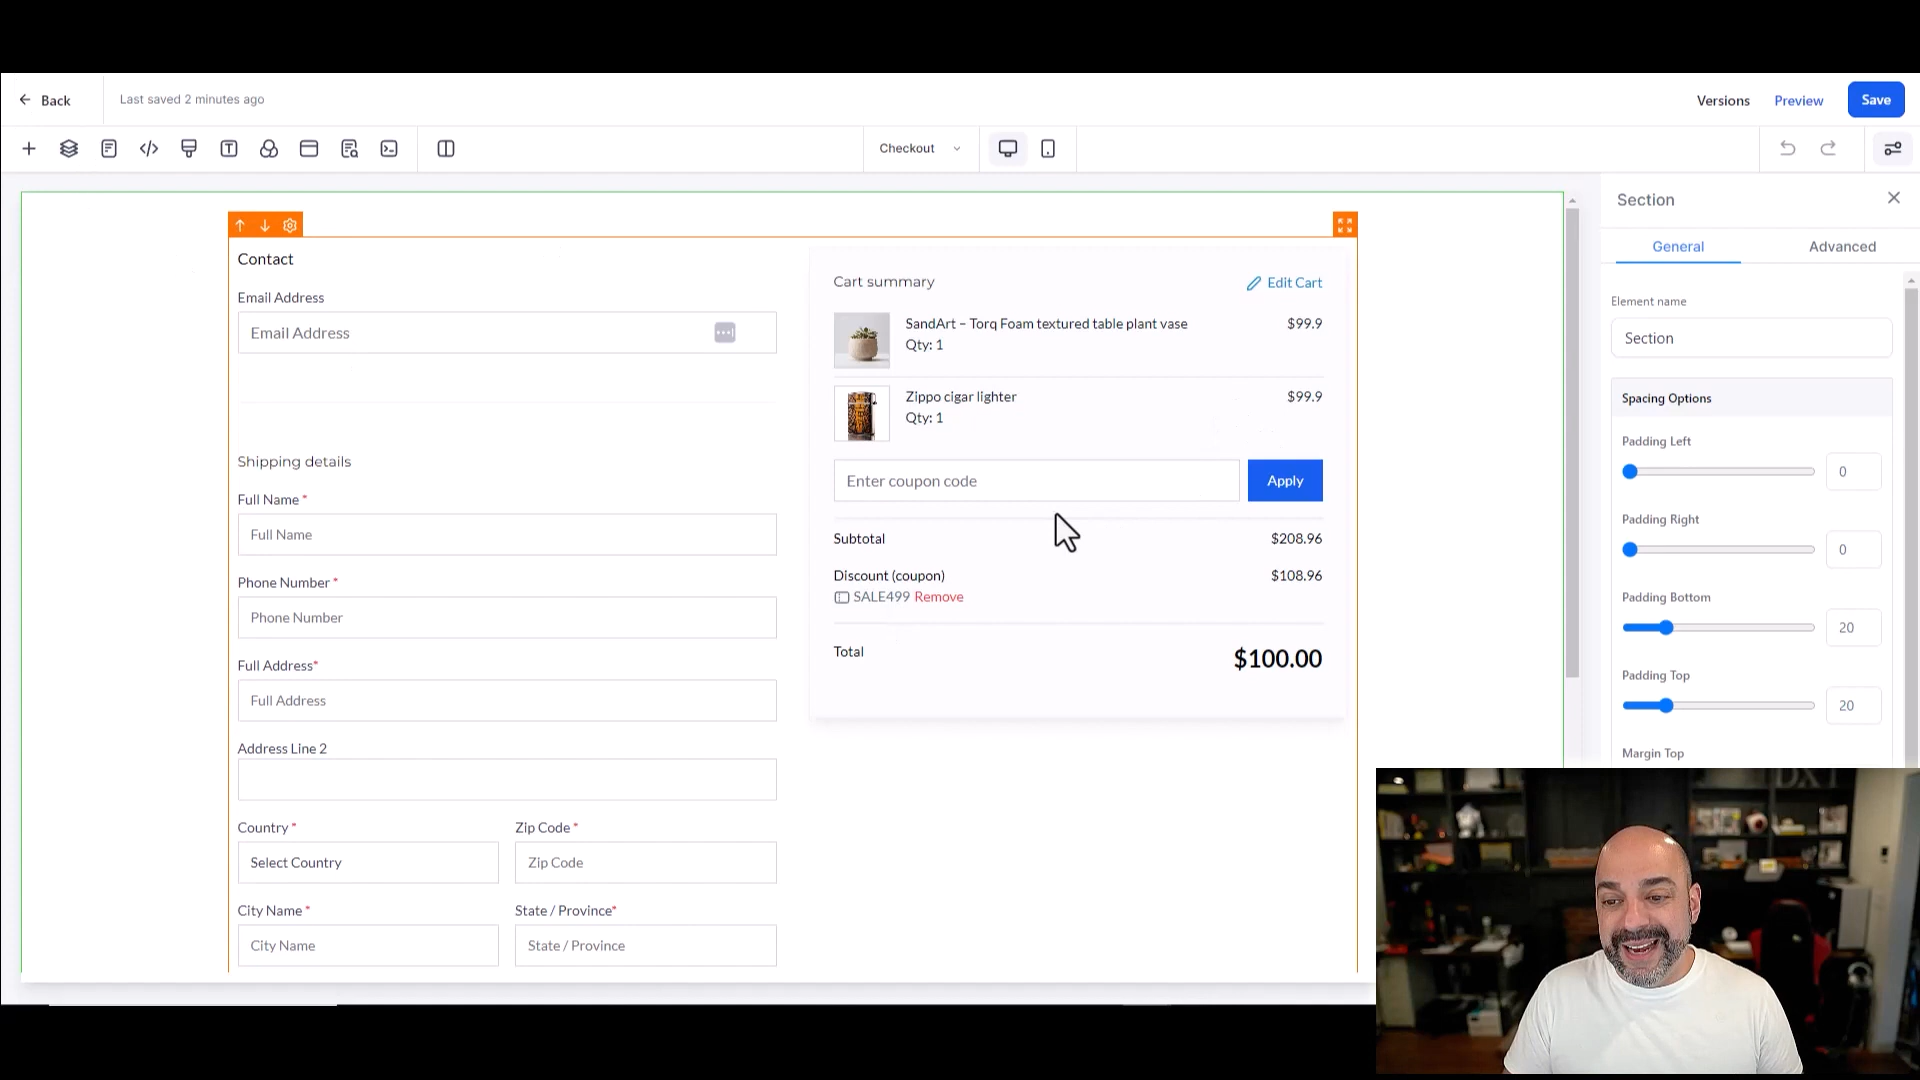 Back
Last saved 2 minutes ago
Versions
Preview
Save
Checkout
Section
General
Advanced
Element name
Section
Spacing Options
Padding Left
0
Padding Right
0
Padding Bottom
20
Padding Top
20
Margin Top
Contact
Email Address
Email Address
Shipping details
Full Name *
Full Name
Phone Number *
Phone Number
Full Address*
Full Address
Address Line 2
Country * Zip Code *
Select Country Zip Code
City Name * State / Province*
City Name State / Province
Cart summary
Edit Cart
SandArt – Torq Foam textured table plant vase $99.9
Qty: 1
Zippo cigar lighter $99.9
Qty: 1
Enter coupon code Apply
Subtotal $208.96
Discount (coupon) $108.96
SALE499 Remove
Total $100.00